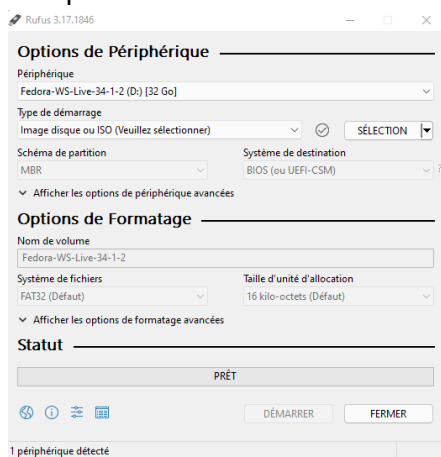 Rufus 3.17.1846
Options de Périphérique
Périphérique
Fedora-WS-Live-34-1-2 (D:) [32 Go]
Type de démarrage
Image disque ou ISO (Veuillez sélectionner)
SÉLECTION
Schéma de partition
Système de destination
MBR
BIOS (ou UEFI-CSM)
?
Afficher les options de périphérique avancées
Options de Formatage
Nom de volume
Fedora-WS-Live-34-1-2
Système de fichiers
Taille d'unité d'allocation
FAT32 (Défaut)
16 kilo-octets (Défaut)
Afficher les options de formatage avancées
Statut
PRÊT
DÉMARRER
FERMER
1 périphérique détecté